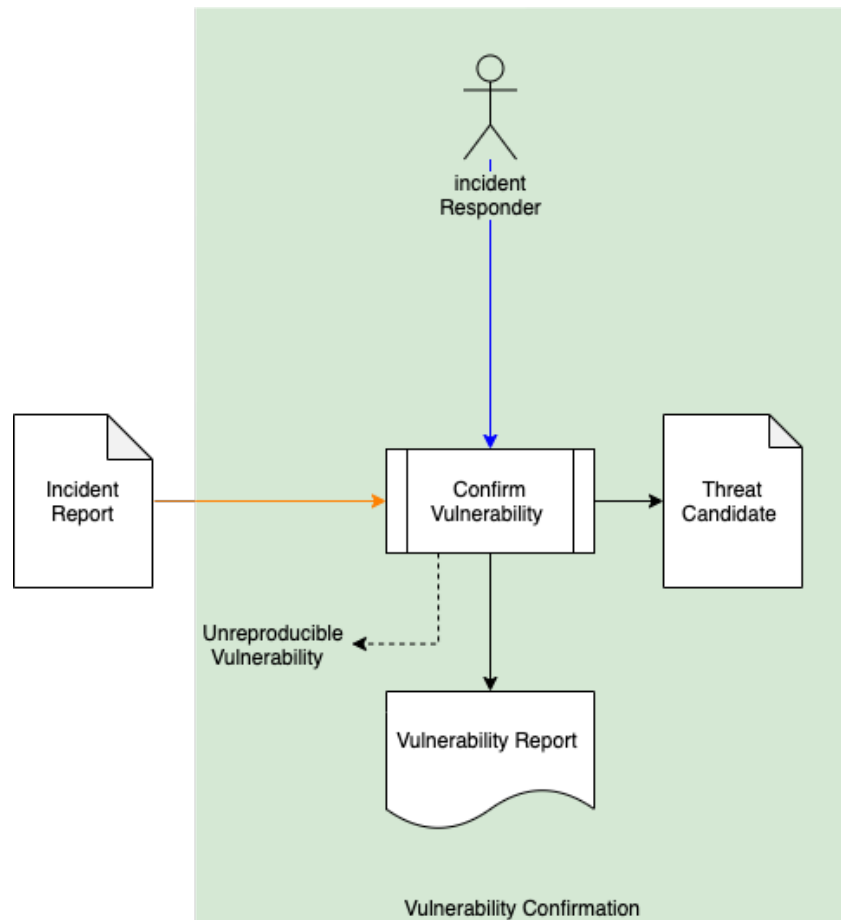 incident
Responder
Incident
Report
Confirm
Vulnerability
Threat
Candidate
Unreproducible
Vulnerability
Vulnerability Report
Vulnerability Confirmation